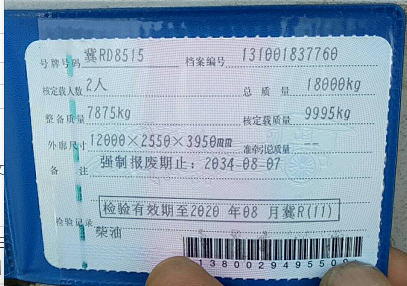 号牌号码 冀RD8515 档案编号 131001837760
核定载人数 2人 总质量 18000kg
整备质量 7875kg 核定载质量 9995kg
外廓尺寸 12000×2550×3950mm 准牵引总质量 --
备注 强制报废期止：2034-08-07
检验有效期至2020 年08 月冀R(11)
检验记录
柴油